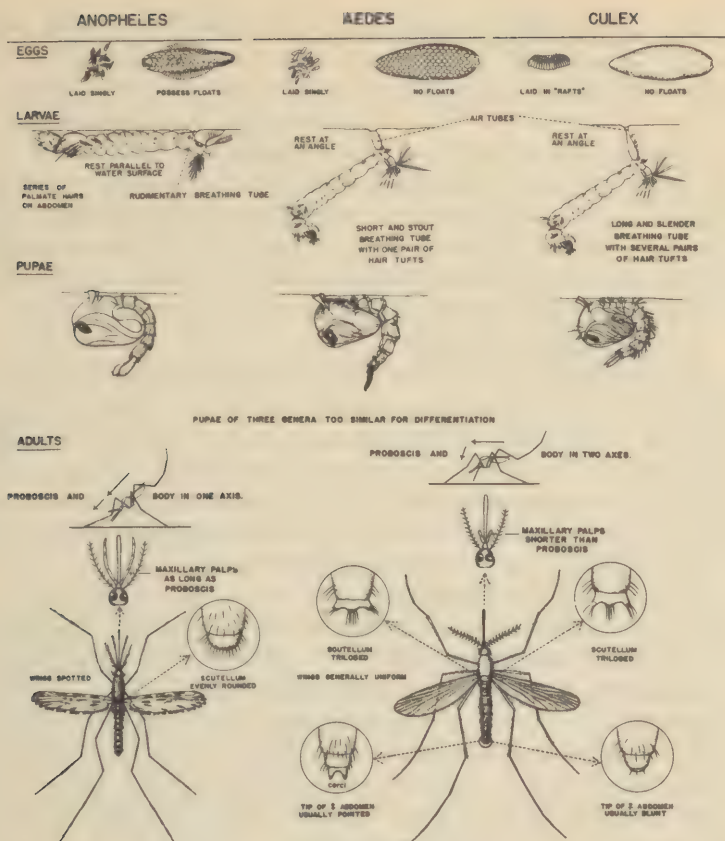 ANOPHELES
AEDES
CULEX
EGGS
LAID SINGLY
POSSESS FLOATS
LAID SINGLY
NO FLOATS
LAID IN "RAFTS"
NO FLOATS
LARVAE
AIR TUBES
REST PARALLEL TO
WATER SURFACE
SERIES OF
PALMATE HAIRS
ON ABDOMEN
RUDIMENTARY BREATHING TUBE
REST AT
AN ANGLE
SHORT AND STOUT
BREATHING TUBE
WITH ONE PAIR OF
HAIR TUFTS
REST AT
AN ANGLE
LONG AND SLENDER
BREATHING TUBE
WITH SEVERAL PAIRS
OF HAIR TUFTS
PUPAE
PUPAE OF THREE GENERA TOO SIMILAR FOR DIFFERENTIATION
ADULTS
PROBOSCIS AND BODY IN ONE AXIS.
MAXILLARY PALPS
AS LONG AS
PROBOSCIS
WINGS SPOTTED
SCUTELLUM
EVENLY ROUNDED
PROBOSCIS AND BODY IN TWO AXES.
MAXILLARY PALPS
SHORTER THAN
PROBOSCIS
SCUTELLUM
TRILOBED
SCUTELLUM
TRILOBED
WINGS GENERALLY UNIFORM
cerci
TIP OF ♀ ABDOMEN
USUALLY POINTED
TIP OF ♀ ABDOMEN
USUALLY BLUNT